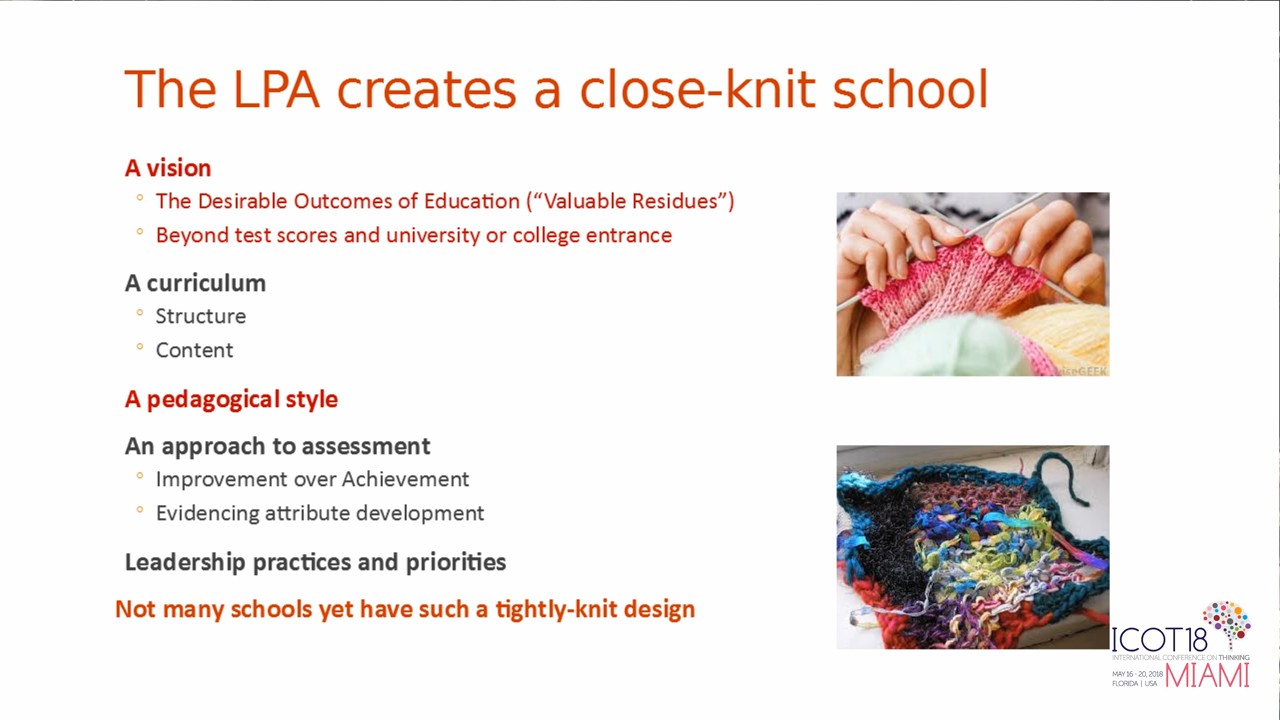 The LPA creates a close-knit school
A vision
The Desirable Outcomes of Education (“Valuable Residues”)
Beyond test scores and university or college entrance
A curriculum
Structure
Content
A pedagogical style
An approach to assessment
Improvement over Achievement
Evidencing attribute development
Leadership practices and priorities
Not many schools yet have such a tightly-knit design
wiseGEEK
ICOT18
INTERNATIONAL CONFERENCE ON THINKING
MAY 16 - 20, 2018
FLORIDA | USA
MIAMI